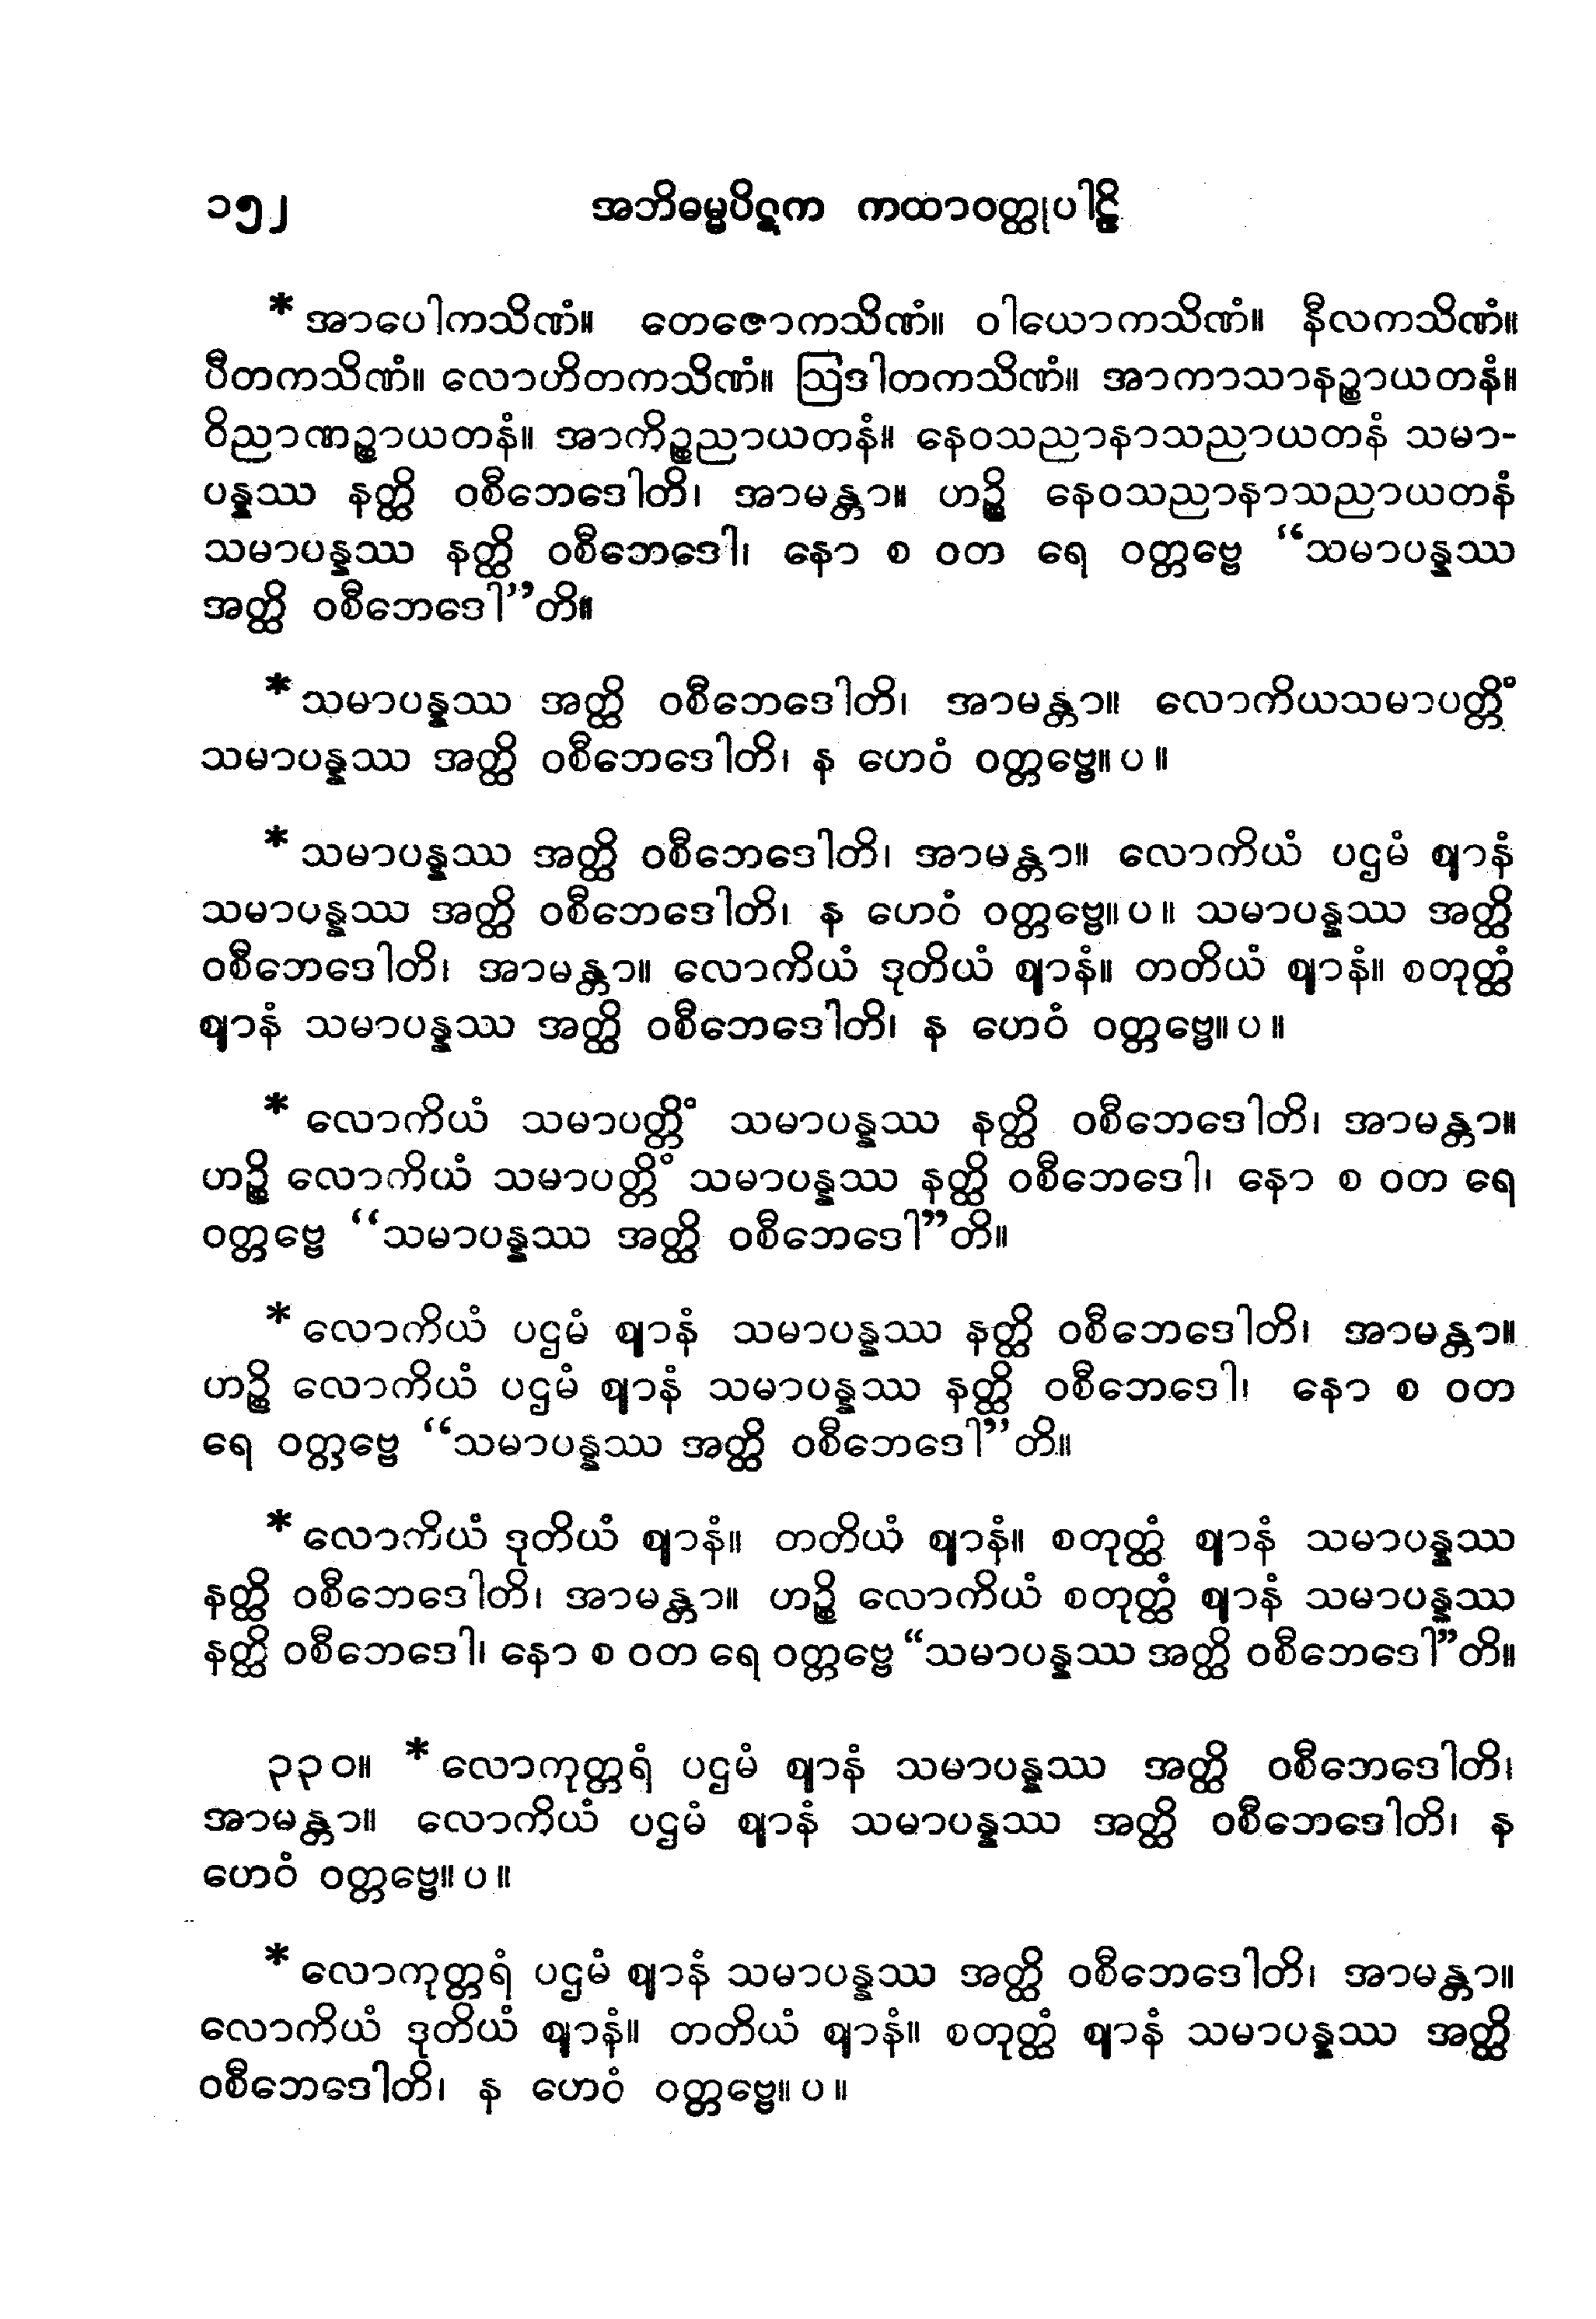 ၁၅၂ အဘိဓမ္မပိဋက ကထာဝတ္ထုပါဠိ
* အာပေါကသိဏံ။ တေဇောကသိဏံ။ ဝါယောကသိဏံ။ နီလကသိဏံ။
ပီတကသိဏံ။ လောဟိတကသိဏံ။ ဩဒါတကသိဏံ။ အာကာသာနဉ္စာယတနံ။
ဝိညာဏဉ္စာယတနံ။ အာကိဉ္စညာယတနံ။ နေဝသညာနာသညာယတနံ သမာ-
ပန္နဿ နတ္ထိ ဝစီဘေဒေါတိ၊ အာမန္တာ။ ဟဉ္စိ နေဝသညာနာသညာယတနံ
သမာပန္နဿ နတ္ထိ ဝစီဘေဒေါ၊ နော စ ဝတ ရေ ဝတ္တဗ္ဗေ “သမာပန္နဿ
အတ္ထိ ဝစီဘေဒေါ”တိ။
* သမာပန္နဿ အတ္ထိ ဝစီဘေဒေါတိ၊ အာမန္တာ။ လောကိယသမာပတ္တိံ
သမာပန္နဿ အတ္ထိ ဝစီဘေဒေါတိ၊ န ဟေဝံ ဝတ္တဗ္ဗေ။ ပ ။
* သမာပန္နဿ အတ္ထိ ဝစီဘေဒေါတိ၊ အာမန္တာ။ လောကိယံ ပဌမံ ဈာနံ
သမာပန္နဿ အတ္ထိ ဝစီဘေဒေါတိ၊ န ဟေဝံ ဝတ္တဗ္ဗေ။ ပ ။ သမာပန္နဿ အတ္ထိ
ဝစီဘေဒေါတိ၊ အာမန္တာ။ လောကိယံ ဒုတိယံ ဈာနံ။ တတိယံ ဈာနံ။ စတုတ္ထံ
ဈာနံ သမာပန္နဿ အတ္ထိ ဝစီဘေဒေါတိ၊ န ဟေဝံ ဝတ္တဗ္ဗေ။ ပ ။
* လောကိယံ သမာပတ္တိံ သမာပန္နဿ နတ္ထိ ဝစီဘေဒေါတိ၊ အာမန္တာ။
ဟဉ္စိ လောကိယံ သမာပတ္တိံ သမာပန္နဿ နတ္ထိ ဝစီဘေဒေါ၊ နော စ ဝတ ရေ
ဝတ္တဗ္ဗေ “သမာပန္နဿ အတ္ထိ ဝစီဘေဒေါ”တိ။
* လောကိယံ ပဌမံ ဈာနံ သမာပန္နဿ နတ္ထိ ဝစီဘေဒေါတိ၊ အာမန္တာ။
ဟဉ္စိ လောကိယံ ပဌမံ ဈာနံ သမာပန္နဿ နတ္ထိ ဝစီဘေဒေါ၊ နော စ ဝတ
ရေ ဝတ္တဗ္ဗေ “သမာပန္နဿ အတ္ထိ ဝစီဘေဒေါ”တိ။
* လောကိယံ ဒုတိယံ ဈာနံ။ တတိယံ ဈာနံ။ စတုတ္ထံ ဈာနံ သမာပန္နဿ
နတ္ထိ ဝစီဘေဒေါတိ၊ အာမန္တာ။ ဟဉ္စိ လောကိယံ စတုတ္ထံ ဈာနံ သမာပန္နဿ
နတ္ထိ ဝစီဘေဒေါ၊ နော စ ဝတ ရေ ဝတ္တဗ္ဗေ “သမာပန္နဿ အတ္ထိ ဝစီဘေဒေါ”တိ။
၃၃၀။ * လောကုတ္တရံ ပဌမံ ဈာနံ သမာပန္နဿ အတ္ထိ ဝစီဘေဒေါတိ၊
အာမန္တာ။ လောကိယံ ပဌမံ ဈာနံ သမာပန္နဿ အတ္ထိ ဝစီဘေဒေါတိ၊ န
ဟေဝံ ဝတ္တဗ္ဗေ။ ပ ။
* လောကုတ္တရံ ပဌမံ ဈာနံ သမာပန္နဿ အတ္ထိ ဝစီဘေဒေါတိ၊ အာမန္တာ။
လောကိယံ ဒုတိယံ ဈာနံ။ တတိယံ ဈာနံ။ စတုတ္ထံ ဈာနံ သမာပန္နဿ အတ္ထိ
ဝစီဘေဒေါတိ၊ န ဟေဝံ ဝတ္တဗ္ဗေ။ ပ ။